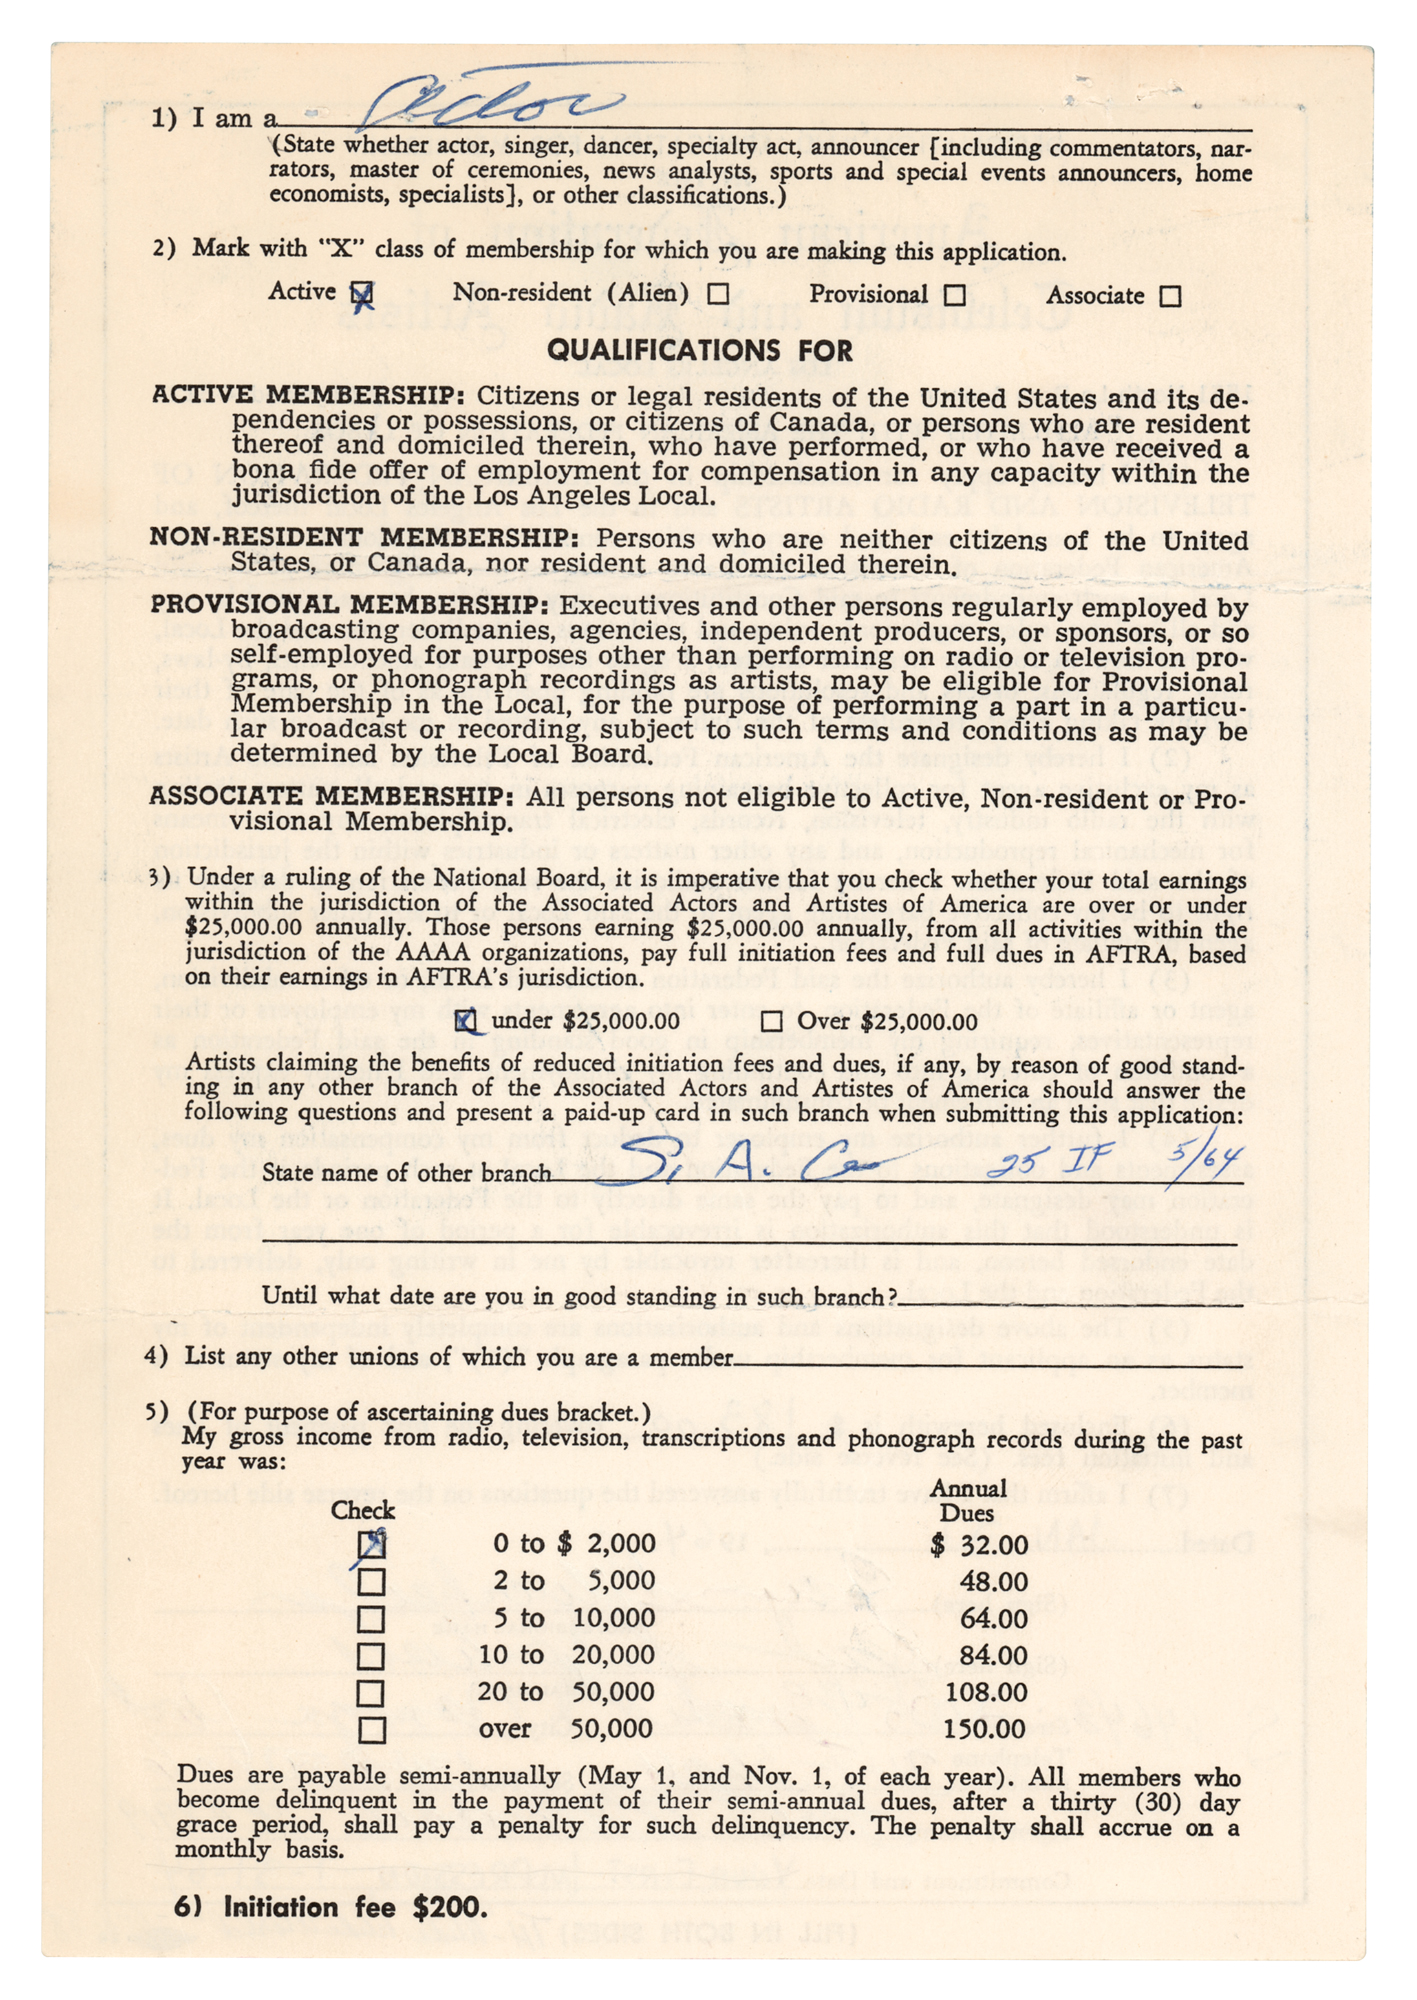 1) I am a Actor
(State whether actor, singer, dancer, specialty act, announcer [including commentators, nar-
rators, master of ceremonies, news analysts, sports and special events announcers, home
economists, specialists], or other classifications.)
2) Mark with "X" class of membership for which you are making this application.
Active ☒ Non-resident (Alien) ☐ Provisional ☐ Associate ☐
QUALIFICATIONS FOR
ACTIVE MEMBERSHIP: Citizens or legal residents of the United States and its de-
pendencies or possessions, or citizens of Canada, or persons who are resident
thereof and domiciled therein, who have performed, or who have received a
bona fide offer of employment for compensation in any capacity within the
jurisdiction of the Los Angeles Local.
NON-RESIDENT MEMBERSHIP: Persons who are neither citizens of the United
States, or Canada, nor resident and domiciled therein.
PROVISIONAL MEMBERSHIP: Executives and other persons regularly employed by
broadcasting companies, agencies, independent producers, or sponsors, or so
self-employed for purposes other than performing on radio or television pro-
grams, or phonograph recordings as artists, may be eligible for Provisional
Membership in the Local, for the purpose of performing a part in a particu-
lar broadcast or recording, subject to such terms and conditions as may be
determined by the Local Board.
ASSOCIATE MEMBERSHIP: All persons not eligible to Active, Non-resident or Pro-
visional Membership.
3) Under a ruling of the National Board, it is imperative that you check whether your total earnings
within the jurisdiction of the Associated Actors and Artistes of America are over or under
$25,000.00 annually. Those persons earning $25,000.00 annually, from all activities within the
jurisdiction of the AAAA organizations, pay full initiation fees and full dues in AFTRA, based
on their earnings in AFTRA's jurisdiction.
☒ under $25,000.00 ☐ Over $25,000.00
Artists claiming the benefits of reduced initiation fees and dues, if any, by reason of good stand-
ing in any other branch of the Associated Actors and Artistes of America should answer the
following questions and present a paid-up card in such branch when submitting this application:
State name of other branch S. A. 25 IF 5/64
Until what date are you in good standing in such branch?
4) List any other unions of which you are a member
5) (For purpose of ascertaining dues bracket.)
My gross income from radio, television, transcriptions and phonograph records during the past
year was:
Check Annual Dues
☒ 0 to $ 2,000 $ 32.00
☐ 2 to 5,000 48.00
☐ 5 to 10,000 64.00
☐ 10 to 20,000 84.00
☐ 20 to 50,000 108.00
☐ over 50,000 150.00
Dues are payable semi-annually (May 1, and Nov. 1, of each year). All members who
become delinquent in the payment of their semi-annual dues, after a thirty (30) day
grace period, shall pay a penalty for such delinquency. The penalty shall accrue on a
monthly basis.
6) Initiation fee $200.